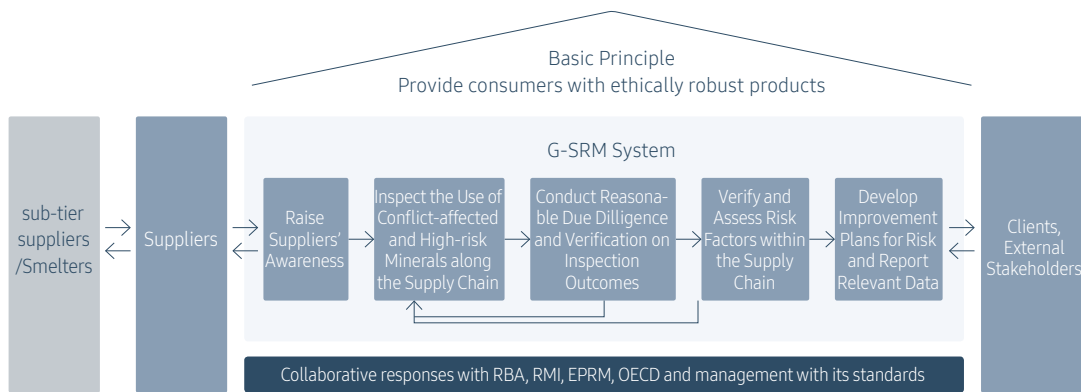 Basic Principle
Provide consumers with ethically robust products
sub-tier
suppliers
/Smelters
Suppliers
G-SRM System
Raise
Suppliers'
Awareness
Inspect the Use of
Conflict-affected
and High-risk
Minerals along
the Supply Chain
Conduct Reasona-
ble Due Dilligence
and Verification on
Inspection
Outcomes
Verify and
Assess Risk
Factors within
the Supply
Chain
Develop
Improvement
Plans for Risk
and Report
Relevant Data
Clients,
External
Stakeholders
Collaborative responses with RBA, RMI, EPRM, OECD and management with its standards